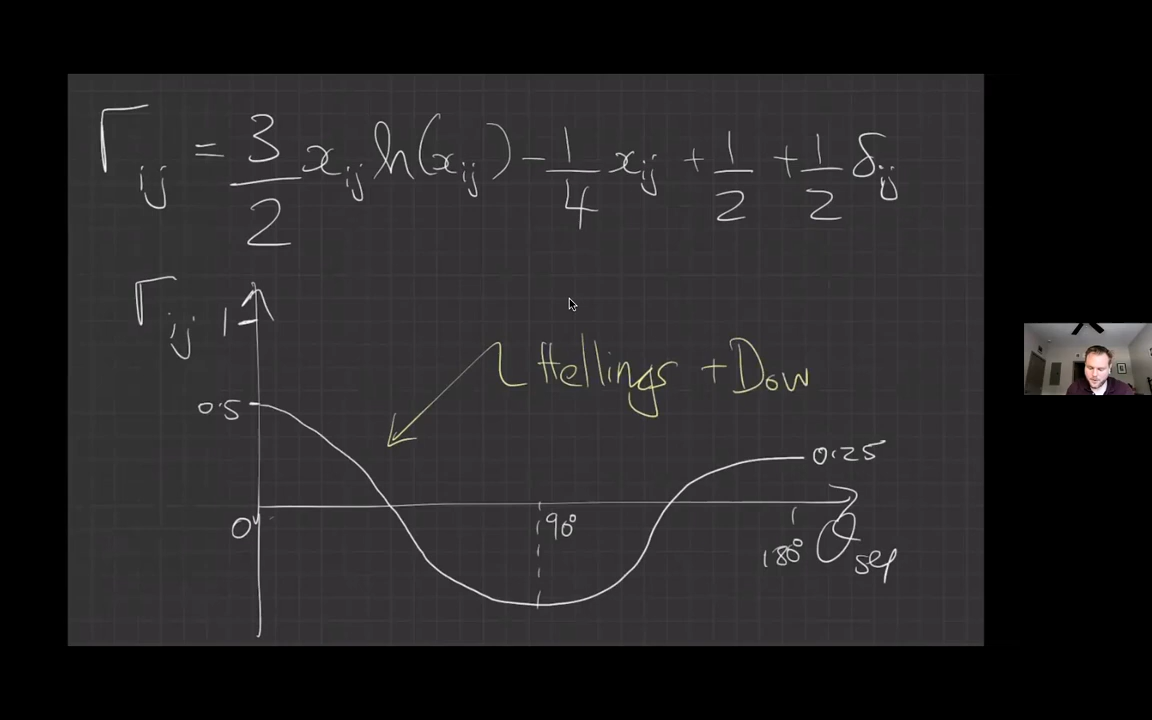 Γij = 3/2 xij ln(xij) - 1/4 xij + 1/2 + 1/2 δij
Γij 1
Hellings + Dow
0.5
0.25
0
90°
180° θsep